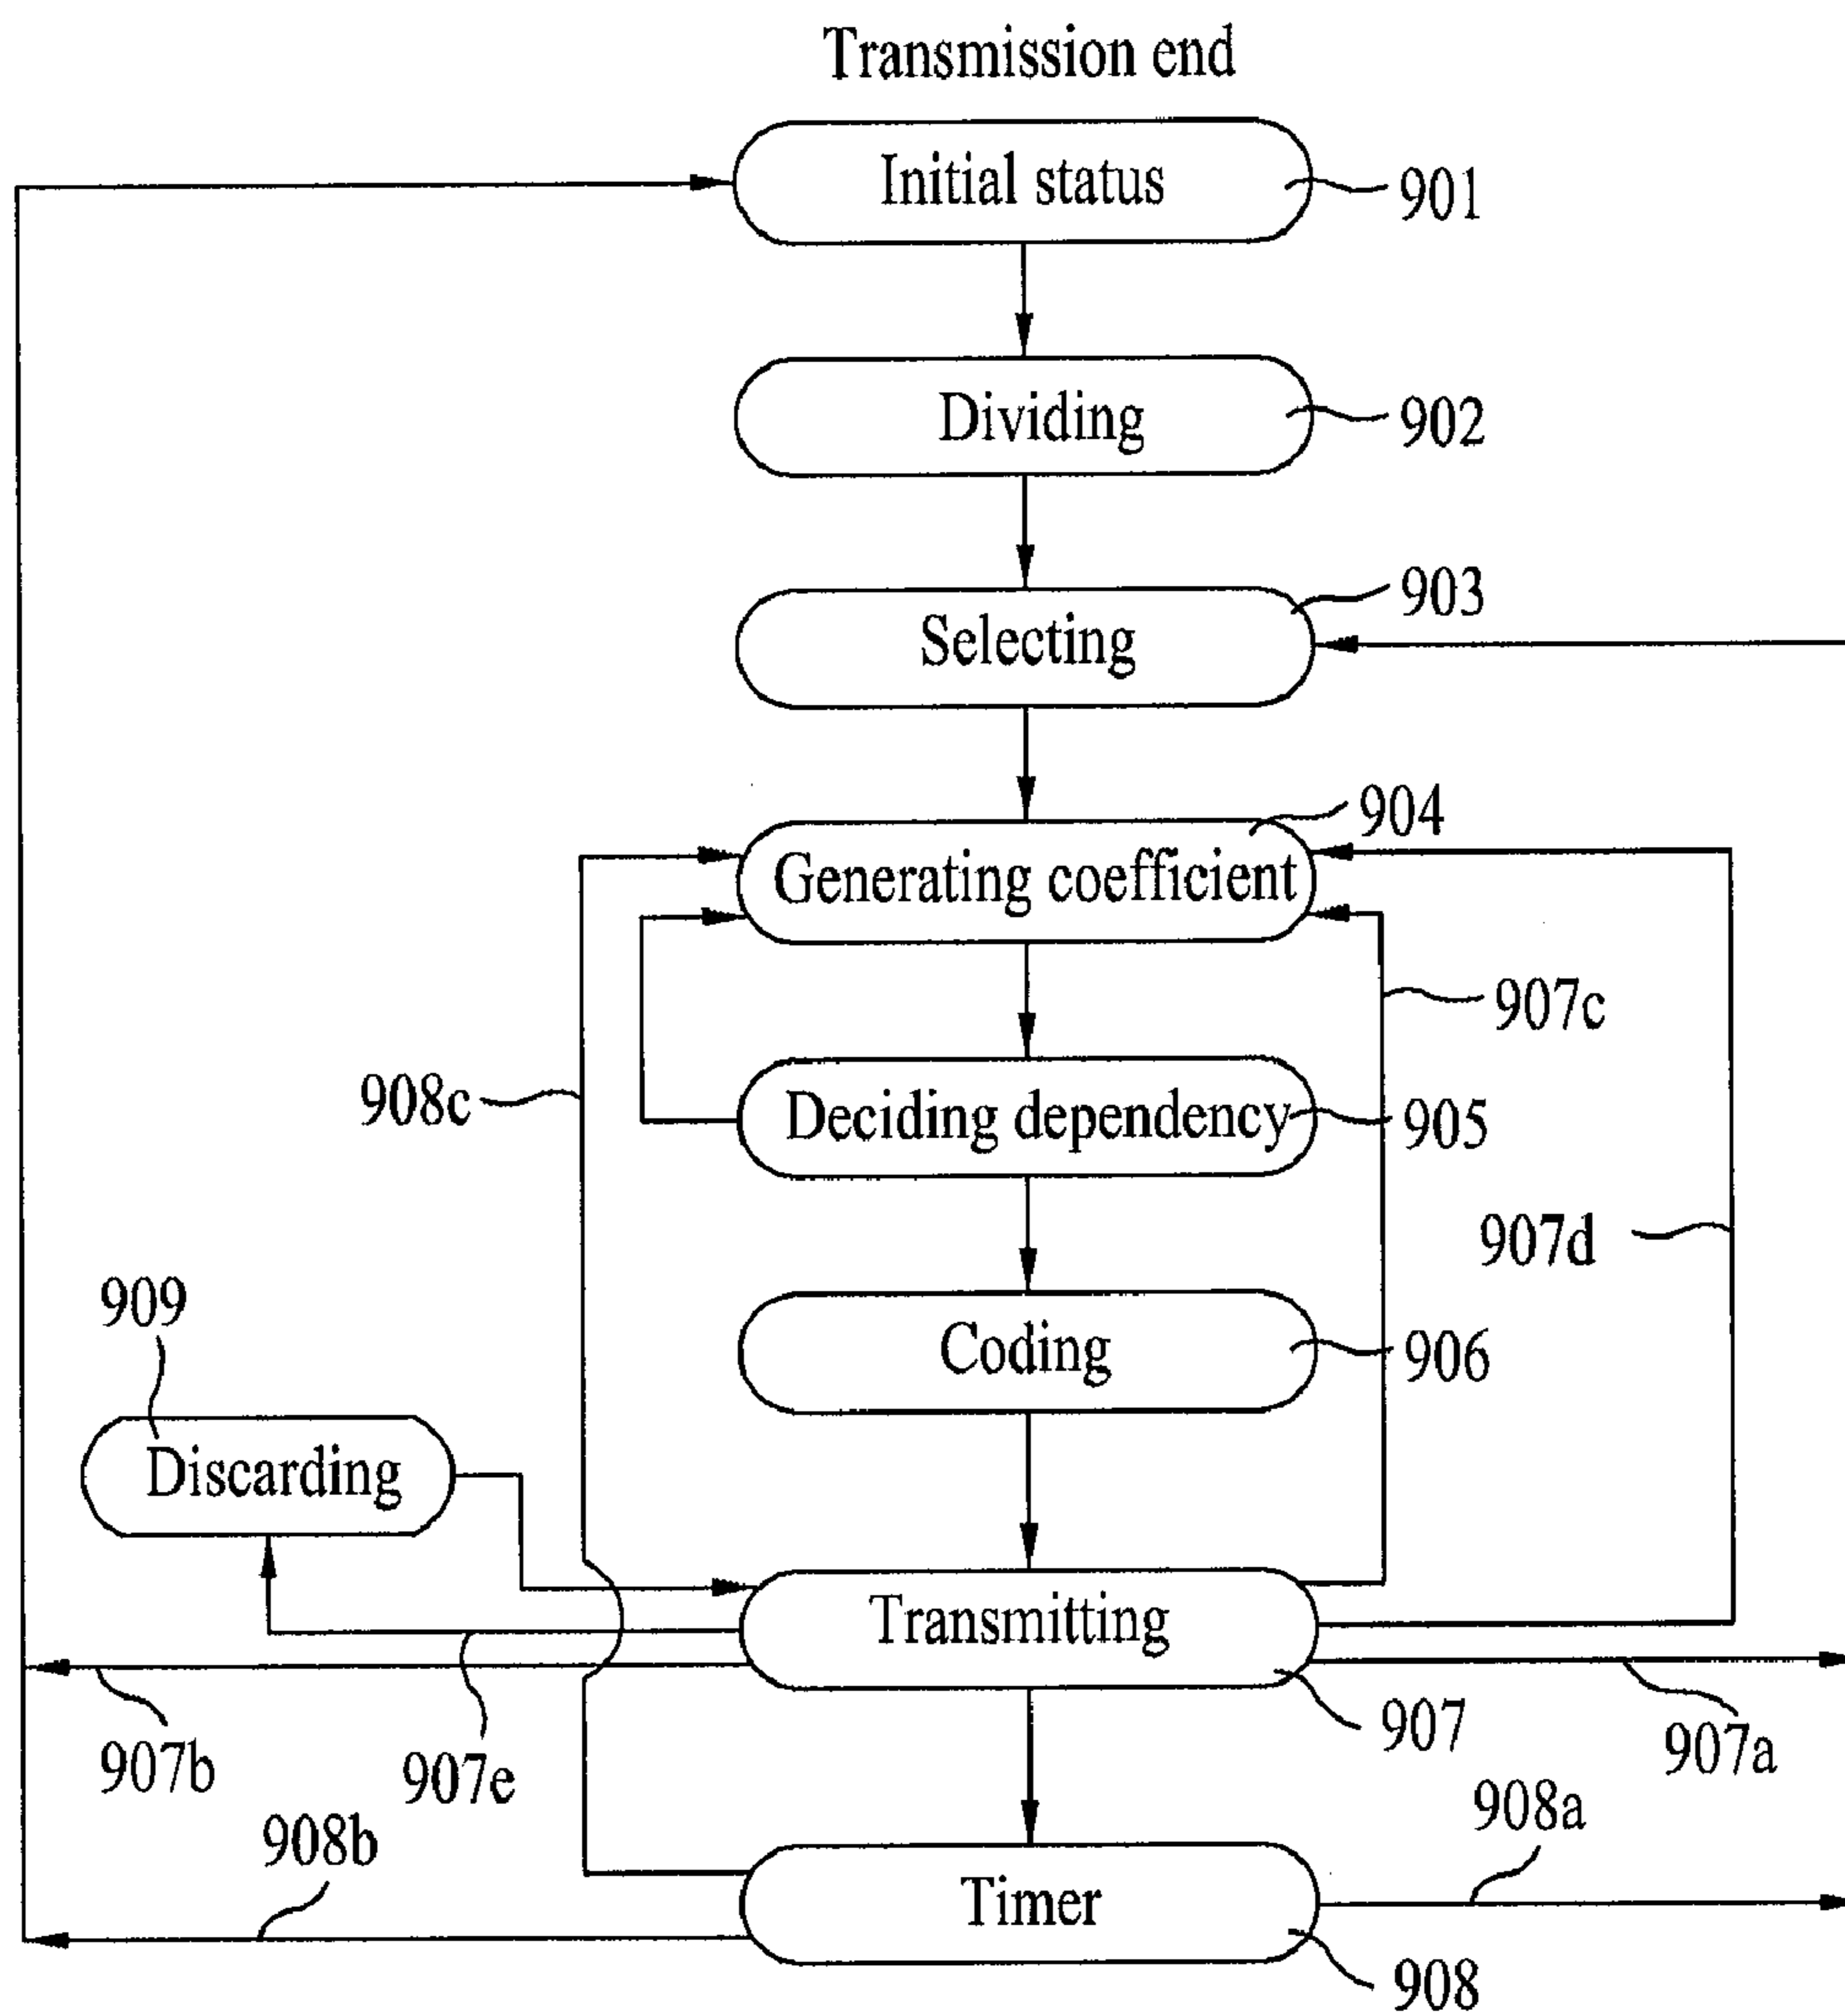 Transmission end
Initial status
901
Dividing
902
903
Selecting
904
Generating coefficient
907c
908c
Deciding dependency
905
907d
909
Coding
906
Discarding
Transmitting
907
907a
907b
907e
908a
908b
Timer
908